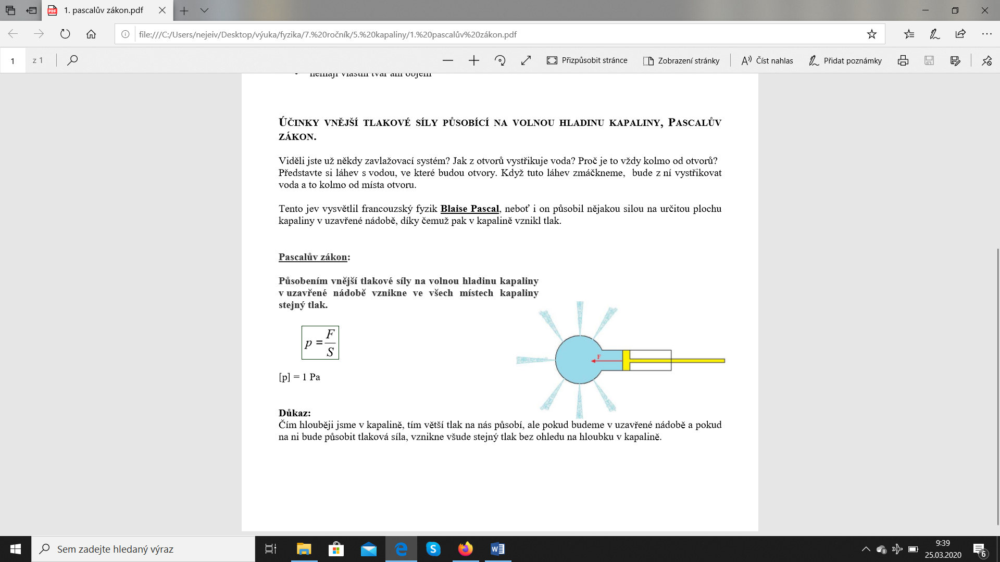 1. pascalův zákon.pdf
file:///C:/Users/nejeiv/Desktop/výuka/fyzika/7.%20ročník/5.%20kapaliny/1.%20pascalův%20zákon.pdf
1 z 1 Přizpůsobit stránce Zobrazení stránky Číst nahlas Přidat poznámky
• nemají vlastní tvar ani objem
ÚČINKY VNĚJŠÍ TLAKOVÉ SÍLY PŮSOBÍCÍ NA VOLNOU HLADINU KAPALINY, PASCALŮV
ZÁKON.
Viděli jste už někdy zavlažovací systém? Jak z otvorů vystřikuje voda? Proč je to vždy kolmo od otvorů?
Představte si láhev s vodou, ve které budou otvory. Když tuto láhev zmáčkneme, bude z ní vystřikovat
voda a to kolmo od místa otvoru.
Tento jev vysvětlil francouzský fyzik Blaise Pascal, neboť i on působil nějakou silou na určitou plochu
kapaliny v uzavřené nádobě, díky čemuž pak v kapalině vznikl tlak.
Pascalův zákon:
Působením vnější tlakové síly na volnou hladinu kapaliny
v uzavřené nádobě vznikne ve všech místech kapaliny
stejný tlak.
p = F/S
F
[p] = 1 Pa
Důkaz:
Čím hlouběji jsme v kapalině, tím větší tlak na nás působí, ale pokud budeme v uzavřené nádobě a pokud
na ni bude působit tlaková síla, vznikne všude stejný tlak bez ohledu na hloubku v kapalině.
Sem zadejte hledaný výraz
9:39
25.03.2020
6